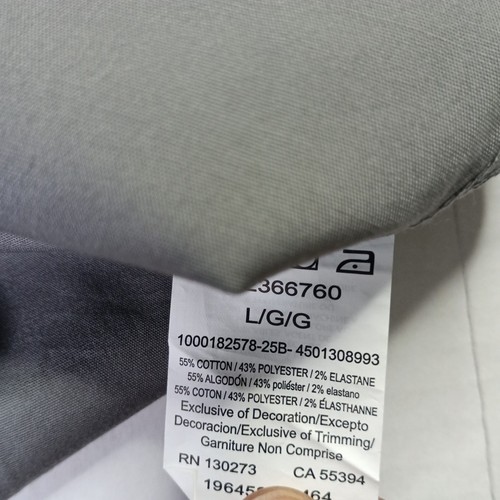 366760
L/G/G
1000182578-25B- 4501308993
55% COTTON / 43% POLYESTER / 2% ELASTANE
55% ALGODÓN / 43% poliéster / 2% elastano
55% COTON / 43% POLYESTER / 2% ÉLASTHANNE
Exclusive of Decoration/Excepto
Decoracion/Exclusive of Trimming/
Garniture Non Comprise
RN 130273 CA 55394